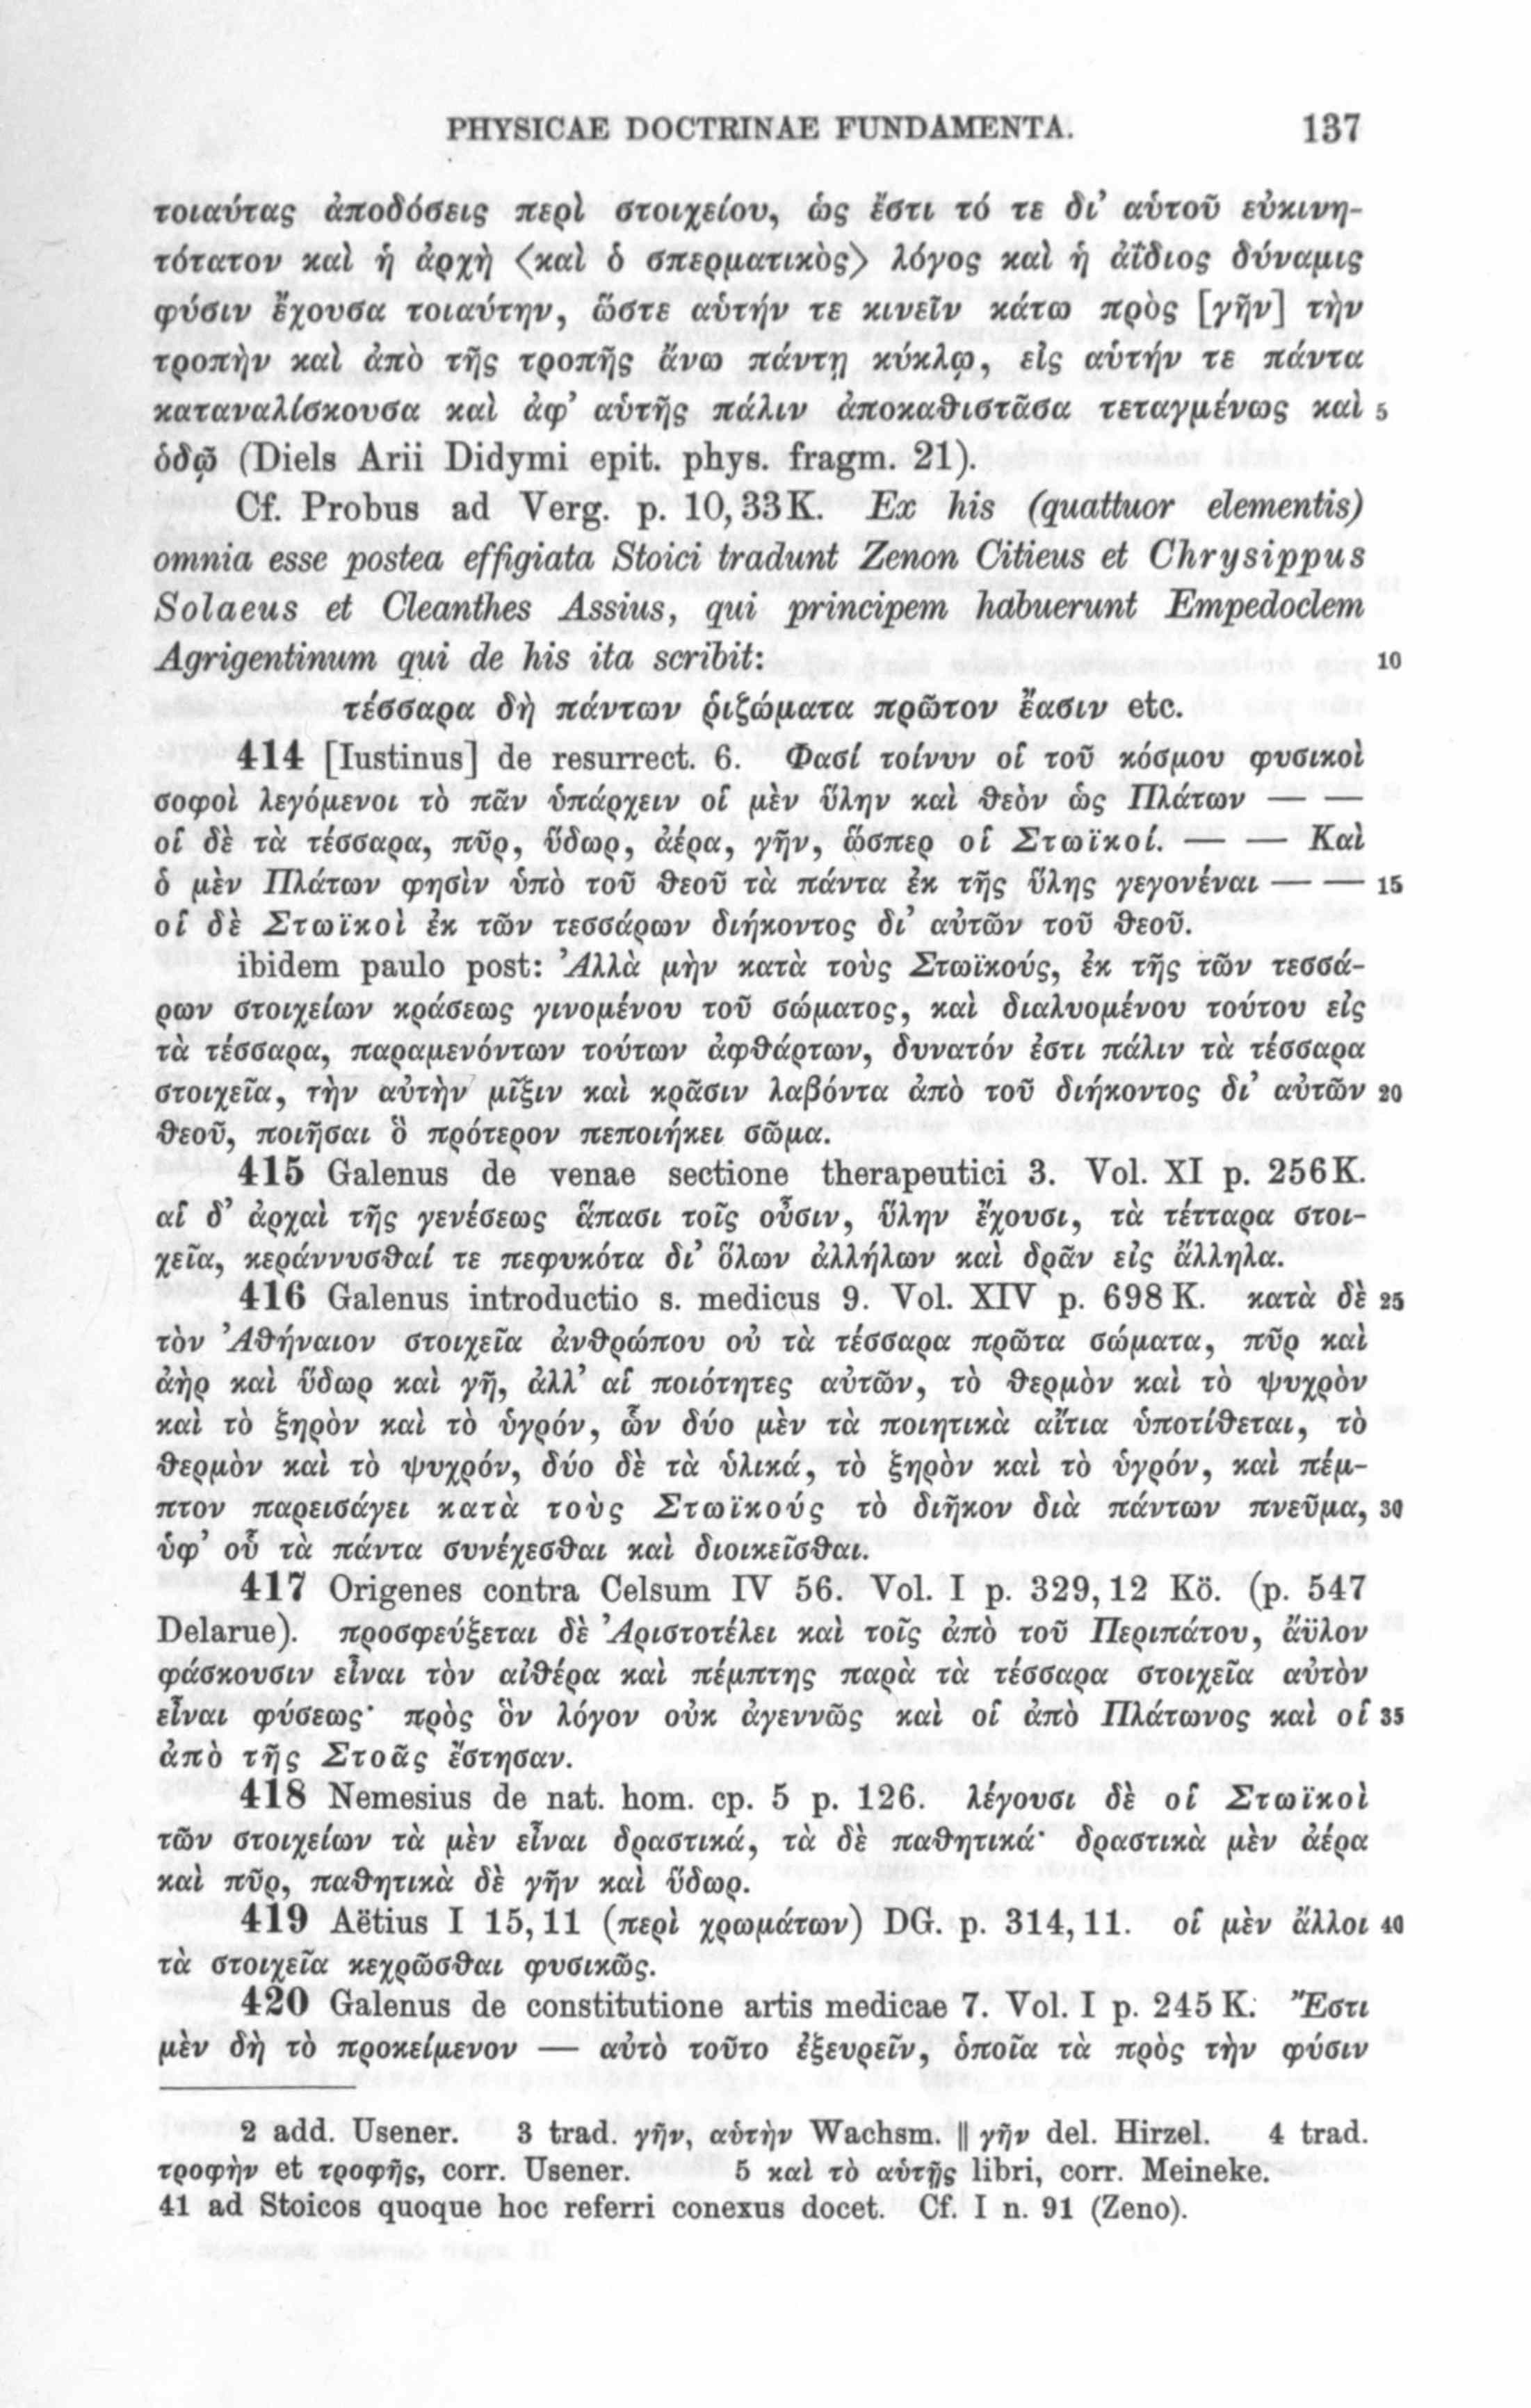 PHYSICAE DOCTRINAE FUNDAMENTA. 137
τοιαύτας ἀποδόσεις περὶ στοιχείου, ὡς ἔστι τό τε δι’ αὑτοῦ εὐκινη-
τότατον καὶ ἡ ἀρχὴ <καὶ ὁ σπερματικὸς> λόγος καὶ ἡ ἀΐδιος δύναμις
φύσιν ἔχουσα τοιαύτην, ὥστε αὑτήν τε κινεῖν κάτω πρὸς [γῆν] τὴν
τροπὴν καὶ ἀπὸ τῆς τροπῆς ἄνω πάντῃ κύκλῳ, εἰς αὑτήν τε πάντα
καταναλίσκουσα καὶ ἀφ’ αὑτῆς πάλιν ἀποκαθιστᾶσα τεταγμένως καὶ 5
ὁδῷ (Diels Arii Didymi epit. phys. fragm. 21).
Cf. Probus ad Verg. p. 10, 33 K. Ex his (quattuor elementis)
omnia esse postea effigiata Stoici tradunt Zenon Citieus et Chrysippus
Solaeus et Cleanthes Assius, qui principem habuerunt Empedoclem
Agrigentinum qui de his ita scribit: 10
τέσσαρα δὴ πάντων ῥιζώματα πρῶτον ἔασιν etc.
414 [Iustinus] de resurrect. 6. Φασί τοίνυν οἱ τοῦ κόσμου φυσικοὶ
σοφοὶ λεγόμενοι τὸ πᾶν ὑπάρχειν οἱ μὲν ὕλην καὶ θεὸν ὡς Πλάτων — —
οἱ δὲ τὰ τέσσαρα, πῦρ, ὕδωρ, ἀέρα, γῆν, ὥσπερ οἱ Στωϊκοί. — — Καὶ
ὁ μὲν Πλάτων φησὶν ὑπὸ τοῦ θεοῦ τὰ πάντα ἐκ τῆς ὕλης γεγονέναι — — 15
οἱ δὲ Στωϊκοὶ ἐκ τῶν τεσσάρων διήκοντος δι’ αὐτῶν τοῦ θεοῦ.
ibidem paulo post: Ἀλλὰ μὴν κατὰ τοὺς Στωϊκούς, ἐκ τῆς τῶν τεσσά-
ρων στοιχείων κράσεως γινομένου τοῦ σώματος, καὶ διαλυομένου τούτου εἰς
τὰ τέσσαρα, παραμενόντων τούτων ἀφθάρτων, δυνατόν ἐστι πάλιν τὰ τέσσαρα
στοιχεῖα, τὴν αὐτὴν μῖξιν καὶ κρᾶσιν λαβόντα ἀπὸ τοῦ διήκοντος δι’ αὐτῶν 20
θεοῦ, ποιῆσαι ὃ πρότερον πεποιήκει σῶμα.
415 Galenus de venae sectione therapeutici 3. Vol. XI p. 256 K.
αἱ δ’ ἀρχαὶ τῆς γενέσεως ἅπασι τοῖς οὖσιν, ὕλην ἔχουσι, τὰ τέτταρα στοι-
χεῖα, κεράννυσθαί τε πεφυκότα δι’ ὅλων ἀλλήλων καὶ δρᾶν εἰς ἄλληλα.
416 Galenus introductio s. medicus 9. Vol. XIV p. 698 K. κατὰ δὲ 25
τὸν Ἀθήναιον στοιχεῖα ἀνθρώπου οὐ τὰ τέσσαρα πρῶτα σώματα, πῦρ καὶ
ἀὴρ καὶ ὕδωρ καὶ γῆ, ἀλλ’ αἱ ποιότητες αὐτῶν, τὸ θερμὸν καὶ τὸ ψυχρὸν
καὶ τὸ ξηρὸν καὶ τὸ ὑγρόν, ὧν δύο μὲν τὰ ποιητικὰ αἴτια ὑποτίθεται, τὸ
θερμὸν καὶ τὸ ψυχρόν, δύο δὲ τὰ ὑλικά, τὸ ξηρὸν καὶ τὸ ὑγρόν, καὶ πέμ-
πτον παρεισάγει κατὰ τοὺς Στωϊκούς τὸ διῆκον διὰ πάντων πνεῦμα, 30
ὑφ’ οὗ τὰ πάντα συνέχεσθαι καὶ διοικεῖσθαι.
417 Origenes contra Celsum IV 56. Vol. I p. 329, 12 Kö. (p. 547
Delarue). προσφεύξεται δὲ Ἀριστοτέλει καὶ τοῖς ἀπὸ τοῦ Περιπάτου, ἄϋλον
φάσκουσιν εἶναι τὸν αἰθέρα καὶ πέμπτης παρὰ τὰ τέσσαρα στοιχεῖα αὐτὸν
εἶναι φύσεως· πρὸς ὃν λόγον οὐκ ἀγεννῶς καὶ οἱ ἀπὸ Πλάτωνος καὶ οἱ 35
ἀπὸ τῆς Στοᾶς ἔστησαν.
418 Nemesius de nat. hom. cp. 5 p. 126. λέγουσι δὲ οἱ Στωϊκοὶ
τῶν στοιχείων τὰ μὲν εἶναι δραστικά, τὰ δὲ παθητικά· δραστικὰ μὲν ἀέρα
καὶ πῦρ, παθητικὰ δὲ γῆν καὶ ὕδωρ.
419 Aëtius I 15, 11 (περὶ χρωμάτων) DG. p. 314, 11. οἱ μὲν ἄλλοι 40
τὰ στοιχεῖα κεχρῶσθαι φυσικῶς.
420 Galenus de constitutione artis medicae 7. Vol. I p. 245 K. Ἔστι
μὲν δὴ τὸ προκείμενον — αὐτὸ τοῦτο ἐξευρεῖν, ὁποῖα τὰ πρὸς τὴν φύσιν
2 add. Usener. 3 trad. γῆν, αὑτὴν Wachsm. || γῆν del. Hirzel. 4 trad.
τροφὴν et τροφῆς, corr. Usener. 5 καὶ τὸ αὑτῆς libri, corr. Meineke.
41 ad Stoicos quoque hoc referri conexus docet. Cf. I n. 91 (Zeno).